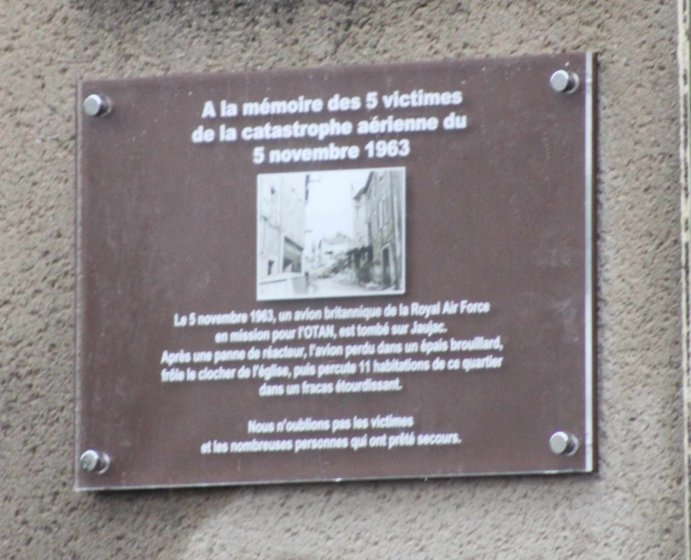 A la mémoire des 5 victimes
de la catastrophe aérienne du
5 novembre 1963
Le 5 novembre 1963, un avion britannique de la Royal Air Force
en mission pour l'OTAN, est tombé sur Jaujac.
Après une panne de réacteur, l'avion perdu dans un épais brouillard,
frôle le clocher de l'église, puis percute 11 habitations de ce quartier
dans un fracas étourdissant.
Nous n'oublions pas les victimes
et les nombreuses personnes qui ont prêté secours.